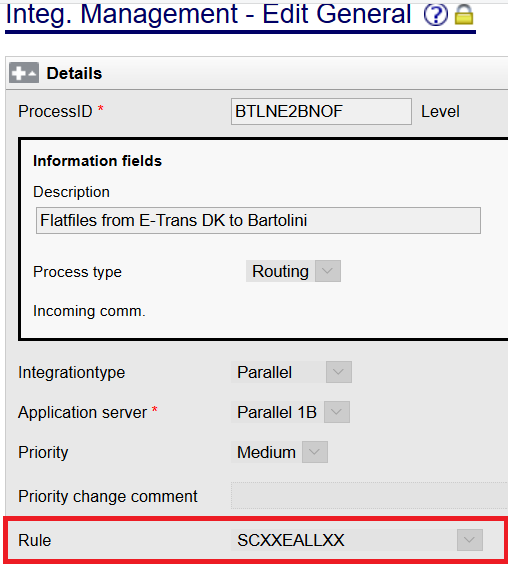 Integ. Management - Edit General
Details
ProcessID * BTLNE2BNOF Level
Information fields
Description
Flatfiles from E-Trans DK to Bartolini
Process type Routing
Incoming comm.
Integrationtype Parallel
Application server * Parallel 1B
Priority Medium
Priority change comment
Rule SCXXEALLXX